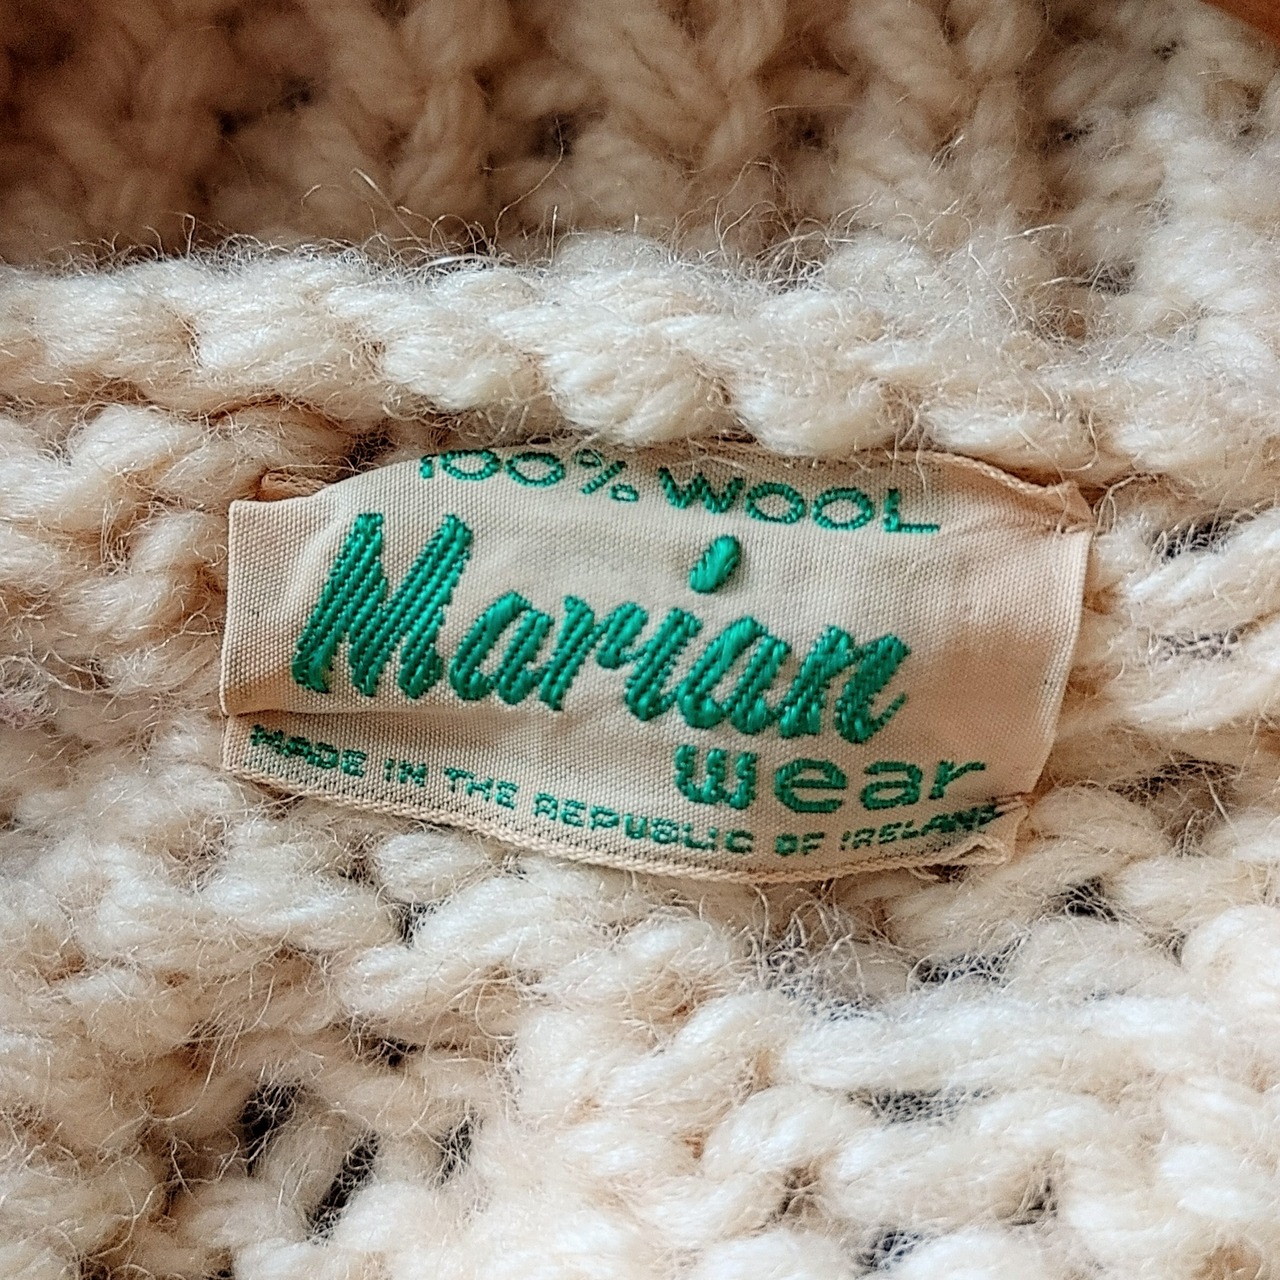 100% WOOL
Marian
wear
MADE IN THE REPUBLIC OF IRELAND